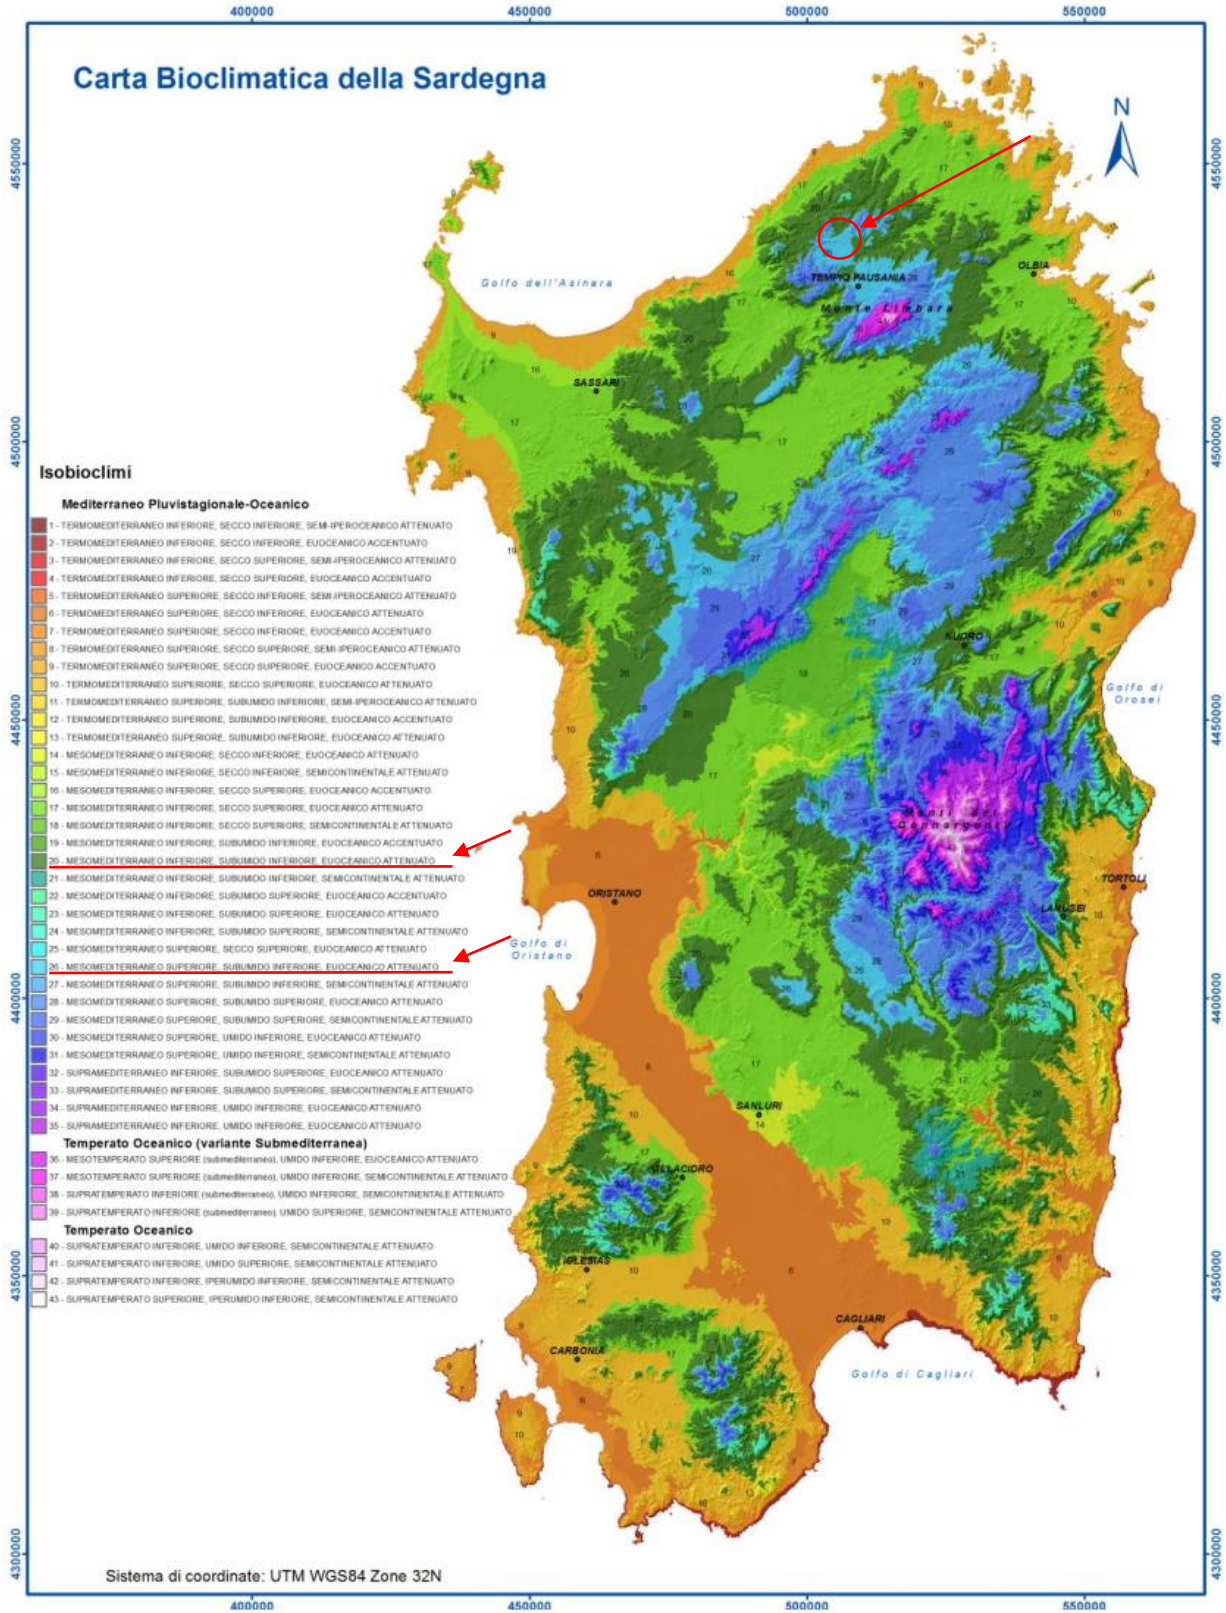 400000 450000 500000 550000
Carta Bioclimatica della Sardegna
N
4550000
4550000
Golfo dell'Asinara
TEMPIO PAUSANIA
OLBIA
Monte Limbara
SASSARI
4500000
4500000
Isobioclimi
Mediterraneo Pluvistagionale-Oceanico
1 - TERMOMEDITERRANEO INFERIORE, SECCO INFERIORE, SEMI-IPEROCEANICO ATTENUATO
2 - TERMOMEDITERRANEO INFERIORE, SECCO INFERIORE, EUOCEANICO ACCENTUATO
3 - TERMOMEDITERRANEO INFERIORE, SECCO SUPERIORE, SEMI-IPEROCEANICO ATTENUATO
4 - TERMOMEDITERRANEO INFERIORE, SECCO SUPERIORE, EUOCEANICO ACCENTUATO
5 - TERMOMEDITERRANEO SUPERIORE, SECCO INFERIORE, SEMI-IPEROCEANICO ATTENUATO
6 - TERMOMEDITERRANEO SUPERIORE, SECCO INFERIORE, EUOCEANICO ATTENUATO
7 - TERMOMEDITERRANEO SUPERIORE, SECCO INFERIORE, EUOCEANICO ACCENTUATO
8 - TERMOMEDITERRANEO SUPERIORE, SECCO SUPERIORE, SEMI-IPEROCEANICO ATTENUATO
9 - TERMOMEDITERRANEO SUPERIORE, SECCO SUPERIORE, EUOCEANICO ACCENTUATO
10 - TERMOMEDITERRANEO SUPERIORE, SECCO SUPERIORE, EUOCEANICO ATTENUATO
11 - TERMOMEDITERRANEO SUPERIORE, SUBUMIDO INFERIORE, SEMI-IPEROCEANICO ATTENUATO
12 - TERMOMEDITERRANEO SUPERIORE, SUBUMIDO INFERIORE, EUOCEANICO ACCENTUATO
13 - TERMOMEDITERRANEO SUPERIORE, SUBUMIDO INFERIORE, EUOCEANICO ATTENUATO
14 - MESOMEDITERRANEO INFERIORE, SECCO INFERIORE, EUOCEANICO ATTENUATO
15 - MESOMEDITERRANEO INFERIORE, SECCO INFERIORE, SEMICONTINENTALE ATTENUATO
16 - MESOMEDITERRANEO INFERIORE, SECCO SUPERIORE, EUOCEANICO ACCENTUATO
17 - MESOMEDITERRANEO INFERIORE, SECCO SUPERIORE, EUOCEANICO ATTENUATO
18 - MESOMEDITERRANEO INFERIORE, SECCO SUPERIORE, SEMICONTINENTALE ATTENUATO
19 - MESOMEDITERRANEO INFERIORE, SUBUMIDO INFERIORE, EUOCEANICO ACCENTUATO
20 - MESOMEDITERRANEO INFERIORE, SUBUMIDO INFERIORE, EUOCEANICO ATTENUATO
21 - MESOMEDITERRANEO INFERIORE, SUBUMIDO INFERIORE, SEMICONTINENTALE ATTENUATO
22 - MESOMEDITERRANEO INFERIORE, SUBUMIDO SUPERIORE, EUOCEANICO ACCENTUATO
23 - MESOMEDITERRANEO INFERIORE, SUBUMIDO SUPERIORE, EUOCEANICO ATTENUATO
24 - MESOMEDITERRANEO INFERIORE, SUBUMIDO SUPERIORE, SEMICONTINENTALE ATTENUATO
25 - MESOMEDITERRANEO SUPERIORE, SECCO SUPERIORE, EUOCEANICO ATTENUATO
26 - MESOMEDITERRANEO SUPERIORE, SUBUMIDO INFERIORE, EUOCEANICO ATTENUATO
27 - MESOMEDITERRANEO SUPERIORE, SUBUMIDO INFERIORE, SEMICONTINENTALE ATTENUATO
28 - MESOMEDITERRANEO SUPERIORE, SUBUMIDO SUPERIORE, EUOCEANICO ATTENUATO
29 - MESOMEDITERRANEO SUPERIORE, SUBUMIDO SUPERIORE, SEMICONTINENTALE ATTENUATO
30 - MESOMEDITERRANEO SUPERIORE, UMIDO INFERIORE, EUOCEANICO ATTENUATO
31 - MESOMEDITERRANEO SUPERIORE, UMIDO INFERIORE, SEMICONTINENTALE ATTENUATO
32 - SUPRAMEDITERRANEO INFERIORE, SUBUMIDO SUPERIORE, EUOCEANICO ATTENUATO
33 - SUPRAMEDITERRANEO INFERIORE, SUBUMIDO SUPERIORE, SEMICONTINENTALE ATTENUATO
34 - SUPRAMEDITERRANEO INFERIORE, UMIDO INFERIORE, EUOCEANICO ATTENUATO
35 - SUPRAMEDITERRANEO INFERIORE, UMIDO INFERIORE, EUOCEANICO ATTENUATO
Temperato Oceanico (variante Submediterranea)
36 - MESOTEMPERATO SUPERIORE (submediterraneo), UMIDO INFERIORE, EUOCEANICO ATTENUATO
37 - MESOTEMPERATO SUPERIORE (submediterraneo), UMIDO INFERIORE, SEMICONTINENTALE ATTENUATO
38 - SUPRATEMPERATO INFERIORE (submediterraneo), UMIDO INFERIORE, SEMICONTINENTALE ATTENUATO
39 - SUPRATEMPERATO INFERIORE (submediterraneo), UMIDO SUPERIORE, SEMICONTINENTALE ATTENUATO
Temperato Oceanico
40 - SUPRATEMPERATO INFERIORE, UMIDO INFERIORE, SEMICONTINENTALE ATTENUATO
41 - SUPRATEMPERATO INFERIORE, UMIDO SUPERIORE, SEMICONTINENTALE ATTENUATO
42 - SUPRATEMPERATO INFERIORE, IPERUMIDO INFERIORE, SEMICONTINENTALE ATTENUATO
43 - SUPRATEMPERATO SUPERIORE, IPERUMIDO INFERIORE, SEMICONTINENTALE ATTENUATO
NUORO
Golfo di
Orosei
4450000
4450000
Monti del
Gennargentu
ORISTANO
TORTOLI
LANUSEI
Golfo di
Oristano
4400000
4400000
SANLURI
14
VILLACIDRO
IGLESIAS
4350000
4350000
CAGLIARI
CARBONIA
Golfo di Cagliari
4300000
4300000
Sistema di coordinate: UTM WGS84 Zone 32N
400000 450000 500000 550000